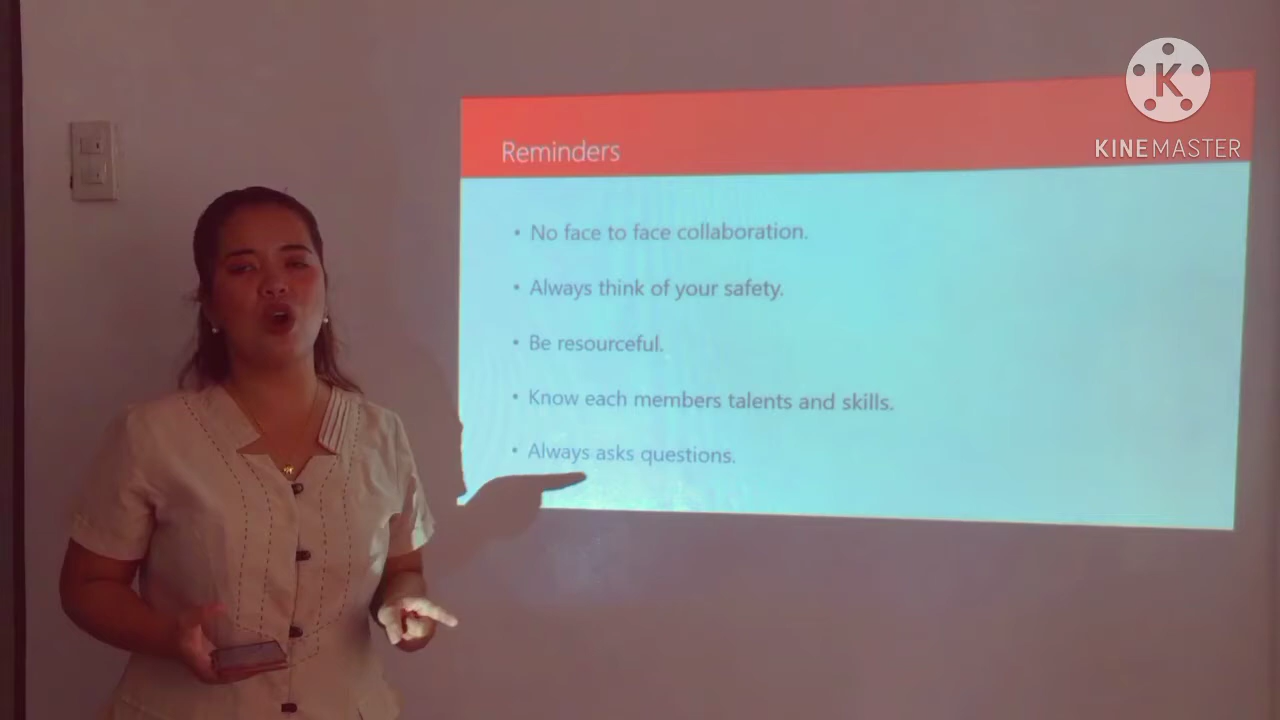 K
KINEMASTER
Reminders
• No face to face collaboration.
• Always think of your safety.
• Be resourceful.
• Know each members talents and skills.
• Always asks questions.